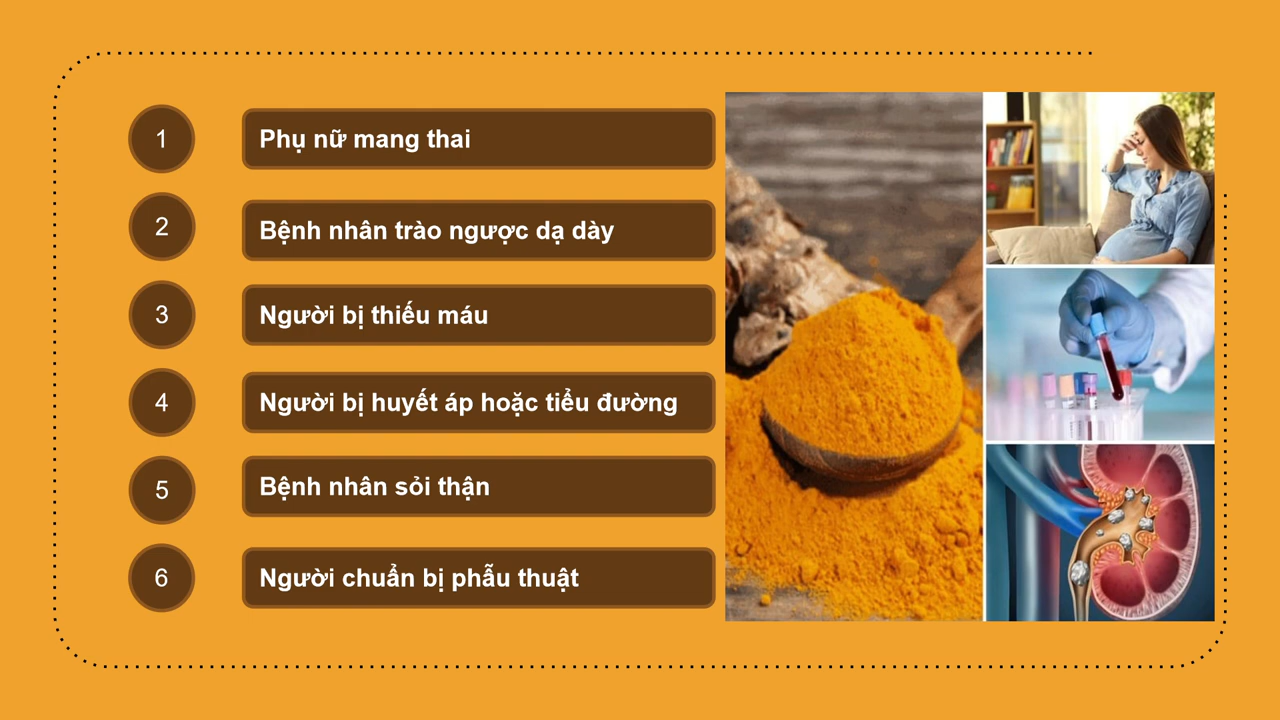 1
Phụ nữ mang thai
2
Bệnh nhân trào ngược dạ dày
3
Người bị thiếu máu
4
Người bị huyết áp hoặc tiểu đường
5
Bệnh nhân sỏi thận
6
Người chuẩn bị phẫu thuật